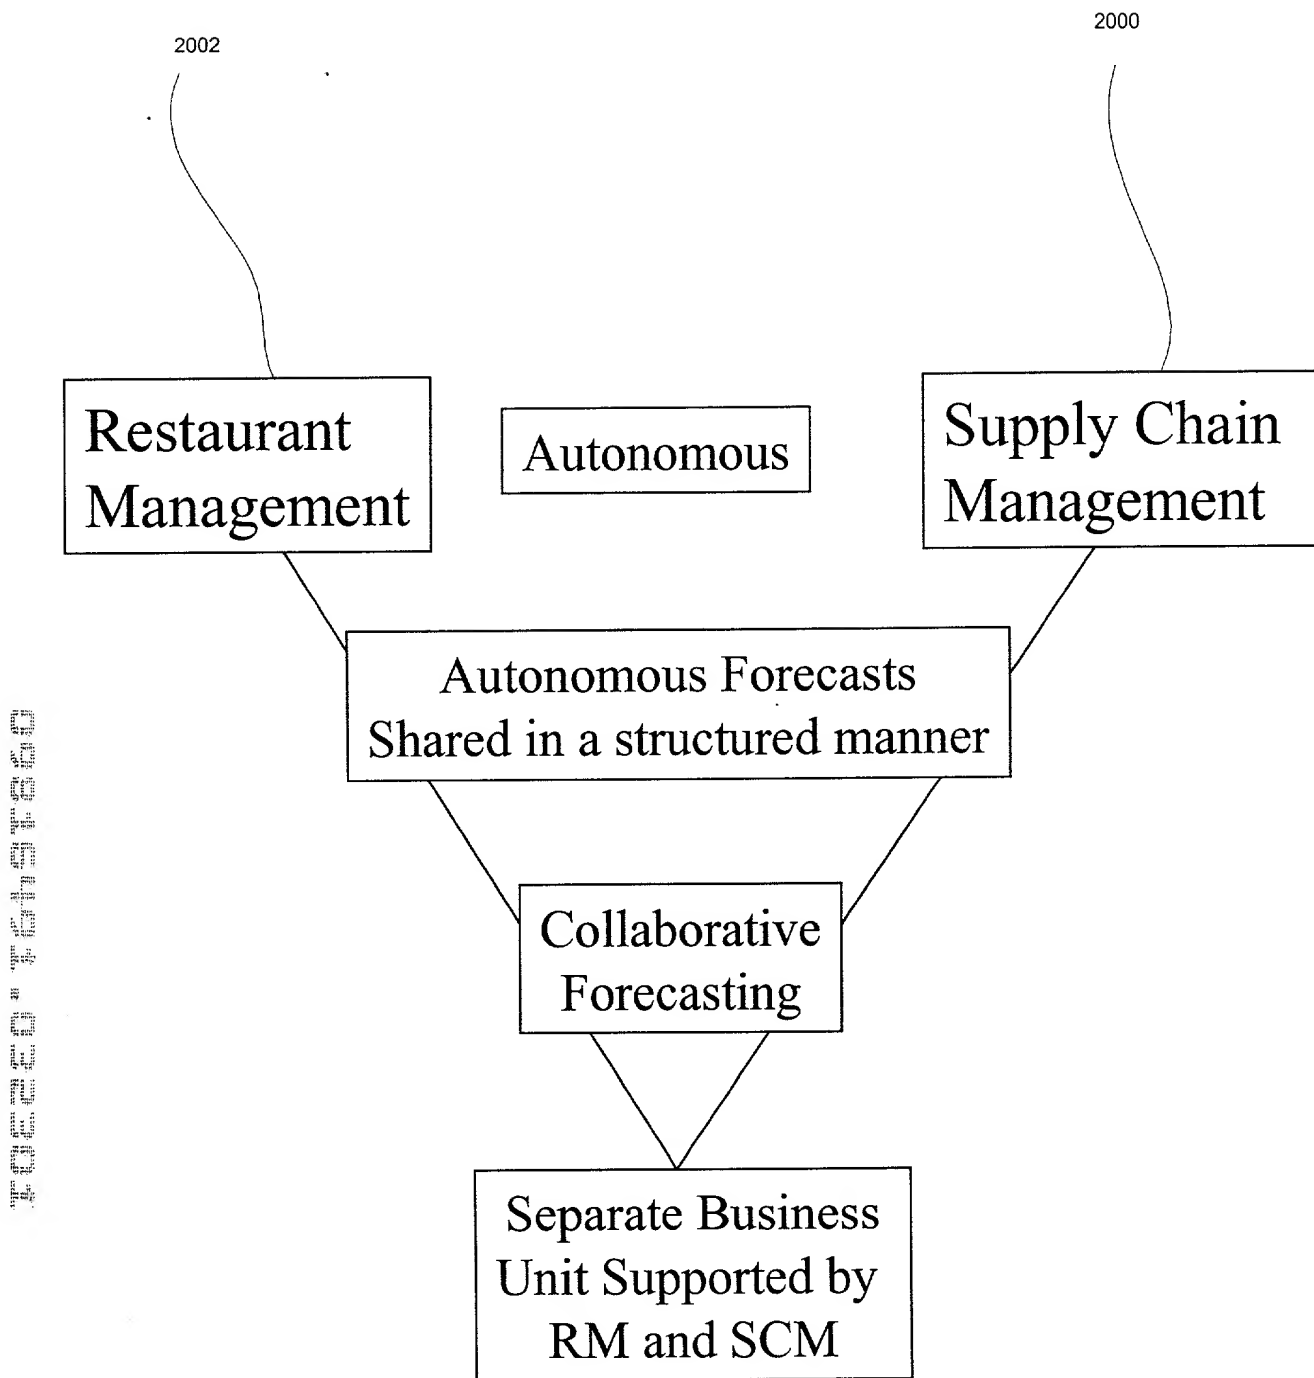 2002
2000
Restaurant
Management
Autonomous
Supply Chain
Management
Autonomous Forecasts
Shared in a structured manner
Collaborative
Forecasting
Separate Business
Unit Supported by
RM and SCM